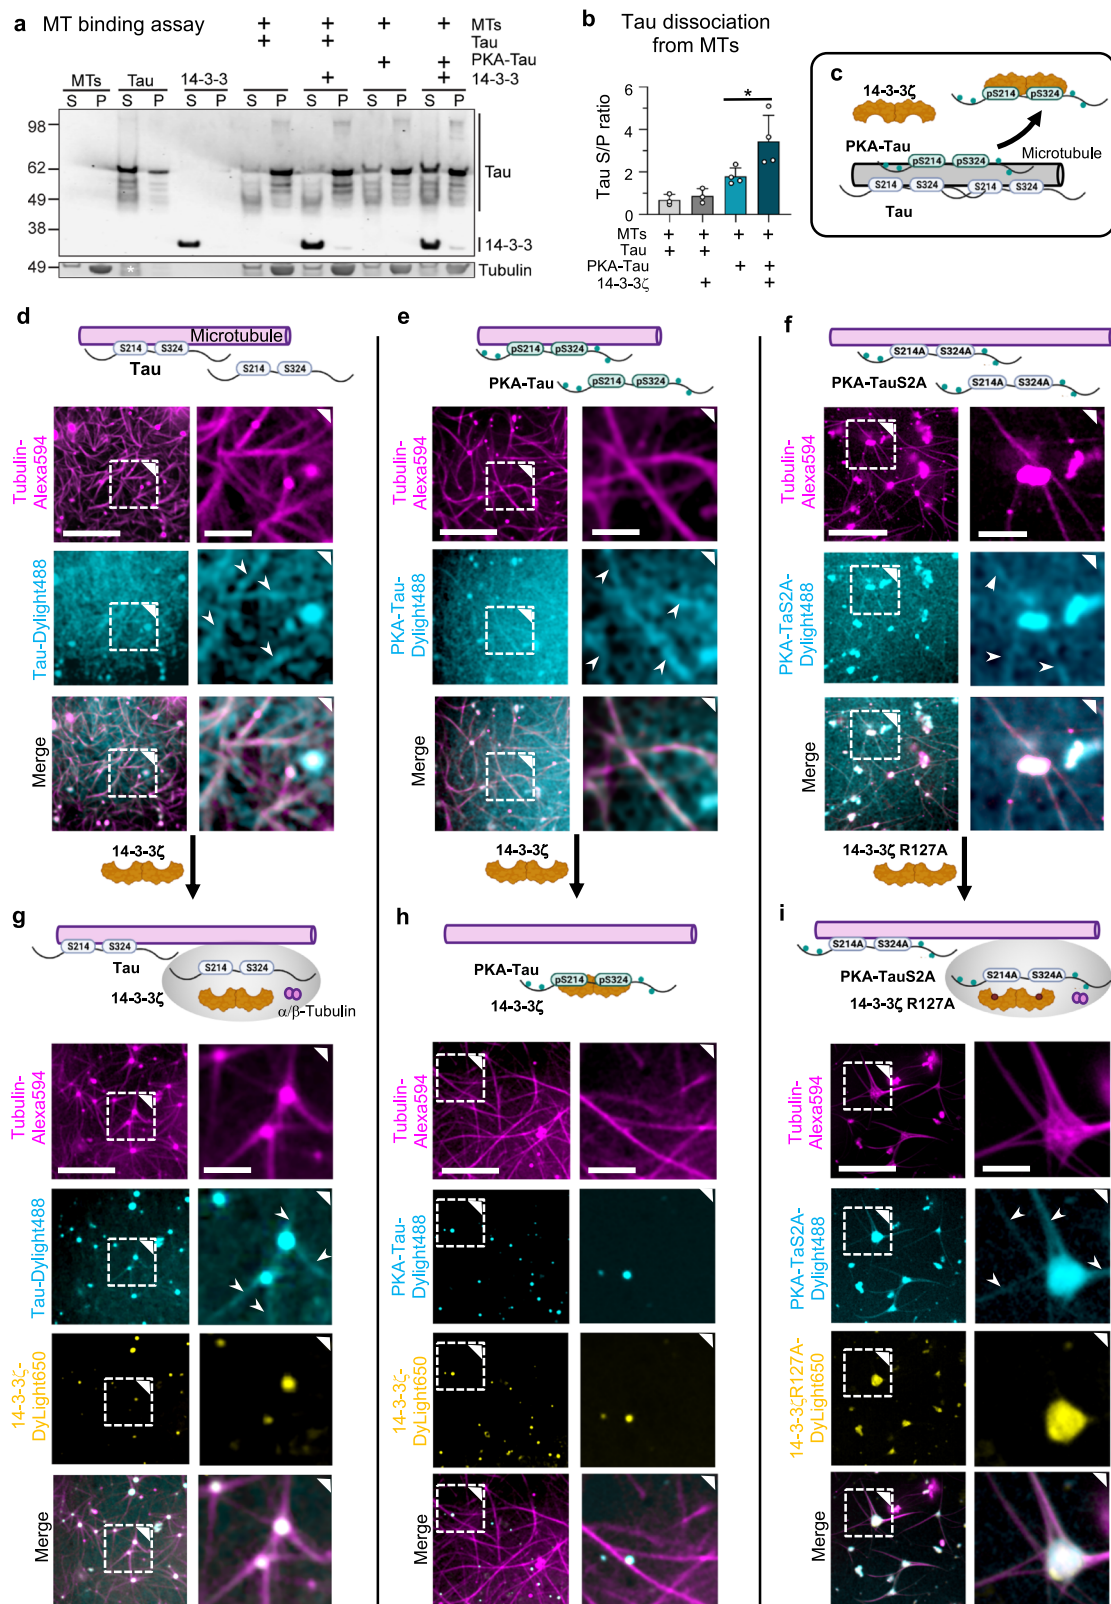 a MT binding assay
+ + + + MTs
+ + Tau
+ + PKA-Tau
+ + 14-3-3
MTs Tau 14-3-3
S P S P S P S P S P S P S P
98
62
49
38
28
49
Tau
14-3-3
Tubulin
*
b Tau dissociation
from MTs
Tau S/P ratio
6
4
2
0
*
MTs + + + +
Tau + +
PKA-Tau + +
14-3-3ζ + +
c
14-3-3ζ
pS214 pS324
PKA-Tau
pS214 pS324
Microtubule
S214 S324 S214 S324
Tau
d
Microtubule
S214 S324
Tau
S214 S324
Tubulin-
Alexa594
Tau-Dylight488
Merge
14-3-3ζ
e
pS214 pS324
PKA-Tau
pS214 pS324
Tubulin-
Alexa594
PKA-Tau-
Dylight488
Merge
14-3-3ζ
f
S214A S324A
PKA-TauS2A
S214A S324A
Tubulin-
Alexa594
PKA-TaS2A-
Dylight488
Merge
14-3-3ζ R127A
g
S214 S324
Tau
S214 S324
14-3-3ζ
α/β-Tubulin
Tubulin-
Alexa594
Tau-Dylight488
14-3-3ζ-
DyLight650
Merge
h
PKA-Tau
pS214 pS324
14-3-3ζ
Tubulin-
Alexa594
PKA-Tau-
Dylight488
14-3-3ζ-
DyLight650
Merge
i
S214A S324A
PKA-TauS2A
S214A S324A
14-3-3ζ R127A
Tubulin-
Alexa594
PKA-TaS2A-
Dylight488
14-3-3ζR127A-
DyLight650
Merge